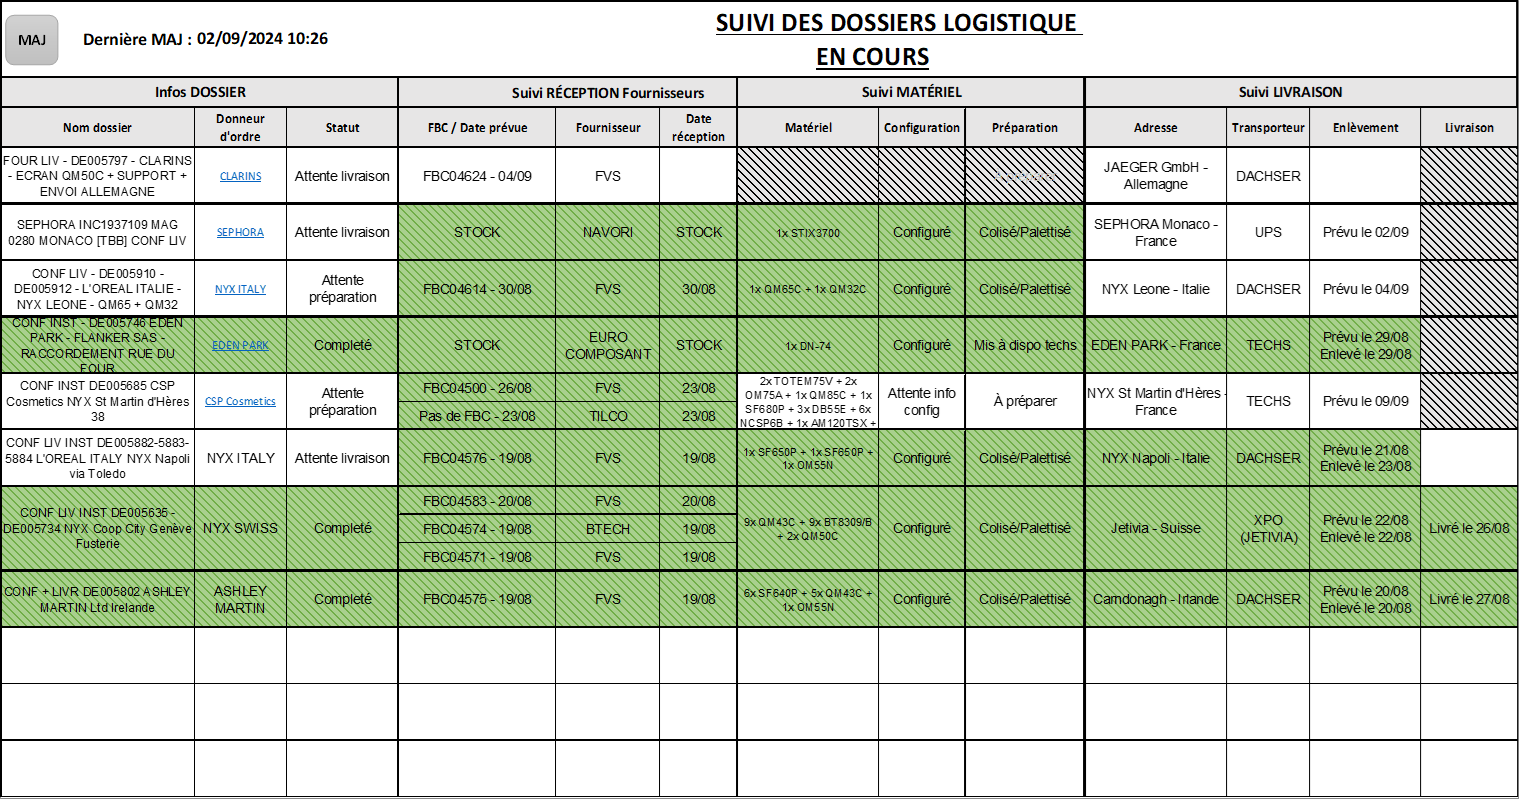 MAJ
Dernière MAJ : 02/09/2024 10:26
SUIVI DES DOSSIERS LOGISTIQUE
EN COURS
Infos DOSSIER
Suivi RÉCEPTION Fournisseurs
Suivi MATÉRIEL
Suivi LIVRAISON
Nom dossier
Donneur
d'ordre
Statut
FBC / Date prévue
Fournisseur
Date
réception
Matériel
Configuration
Préparation
Adresse
Transporteur
Enlèvement
Livraison
FOUR LIV - DE005797 - CLARINS
- ECRAN QM50C + SUPPORT +
ENVOI ALLEMAGNE
CLARINS
Attente livraison
FBC04624 - 04/09
FVS
JAEGER GmbH -
Allemagne
DACHSER
SEPHORA INC1937109 MAG
0280 MONACO [TBB] CONF LIV
SEPHORA
Attente livraison
STOCK
NAVORI
STOCK
1x STIX3700
Configuré
Colisé/Palettisé
SEPHORA Monaco -
France
UPS
Prévu le 02/09
CONF LIV - DE005910 -
DE005912 - L'OREAL ITALIE -
NYX LEONE - QM65 + QM32
NYX ITALY
Attente
préparation
FBC04614 - 30/08
FVS
30/08
1x QM65C + 1x QM32C
Configuré
Colisé/Palettisé
NYX Leone - Italie
DACHSER
Prévu le 04/09
CONF INST - DE005746 EDEN
PARK - FLANKER SAS -
RACCORDEMENT RUE DU
FOUR
EDEN PARK
Completé
STOCK
EURO
COMPOSANT
STOCK
1x DN-74
Configuré
Mis à dispo techs
EDEN PARK - France
TECHS
Prévu le 29/08
Enlevé le 29/08
CONF INST DE005685 CSP
Cosmetics NYX St Martin d'Hères
38
CSP Cosmetics
Attente
préparation
FBC04500 - 26/08
FVS
23/08
Pas de FBC - 23/08
TILCO
23/08
2x TOTEM75V + 2x
OM75A + 1x QM85C + 1x
SF680P + 3x DB55E + 6x
NCSP6B + 1x AM120TSX +
Attente info
config
À préparer
NYX St Martin d'Hères -
France
TECHS
Prévu le 09/09
CONF LIV INST DE005882-5883-
5884 L'OREAL ITALY NYX Napoli
via Toledo
NYX ITALY
Attente livraison
FBC04576 - 19/08
FVS
19/08
1x SF650P + 1x SF650P +
1x OM55N
Configuré
Colisé/Palettisé
NYX Napoli - Italie
DACHSER
Prévu le 21/08
Enlevé le 23/08
CONF LIV INST DE005635 -
DE005734 NYX Coop City Genève
Fusterie
NYX SWISS
Completé
FBC04583 - 20/08
FVS
20/08
FBC04574 - 19/08
BTECH
19/08
FBC04571 - 19/08
FVS
19/08
9x QM43C + 9x BT8309/B
+ 2x QM50C
Configuré
Colisé/Palettisé
Jetivia - Suisse
XPO
(JETIVIA)
Prévu le 22/08
Enlevé le 22/08
Livré le 26/08
CONF + LIVR DE005802 ASHLEY
MARTIN Ltd Irelande
ASHLEY
MARTIN
Completé
FBC04575 - 19/08
FVS
19/08
6x SF640P + 5x QM43C +
1x OM55N
Configuré
Colisé/Palettisé
Carndonagh - Irlande
DACHSER
Prévu le 20/08
Enlevé le 20/08
Livré le 27/08